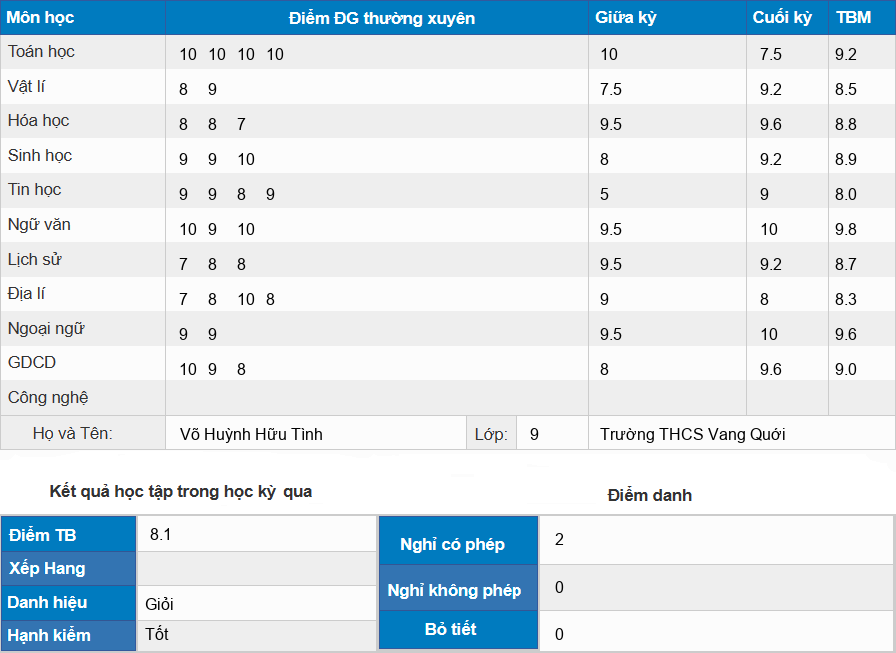 Môn học Điểm ĐG thường xuyên Giữa kỳ Cuối kỳ TBM
Toán học 10 10 10 10 10 7.5 9.2
Vật lí 8 9 7.5 9.2 8.5
Hóa học 8 8 7 9.5 9.6 8.8
Sinh học 9 9 10 8 9.2 8.9
Tin học 9 9 8 9 5 9 8.0
Ngữ văn 10 9 10 9.5 10 9.8
Lịch sử 7 8 8 9.5 9.2 8.7
Địa lí 7 8 10 8 9 8 8.3
Ngoại ngữ 9 9 9.5 10 9.6
GDCD 10 9 8 8 9.6 9.0
Công nghệ
Họ và Tên: Võ Huỳnh Hữu Tình Lớp: 9 Trường THCS Vang Quới
Kết quả học tập trong học kỳ qua
Điểm TB 8.1
Xếp Hang
Danh hiệu Giỏi
Hạnh kiểm Tốt
Điểm danh
Nghỉ có phép 2
Nghỉ không phép 0
Bỏ tiết 0